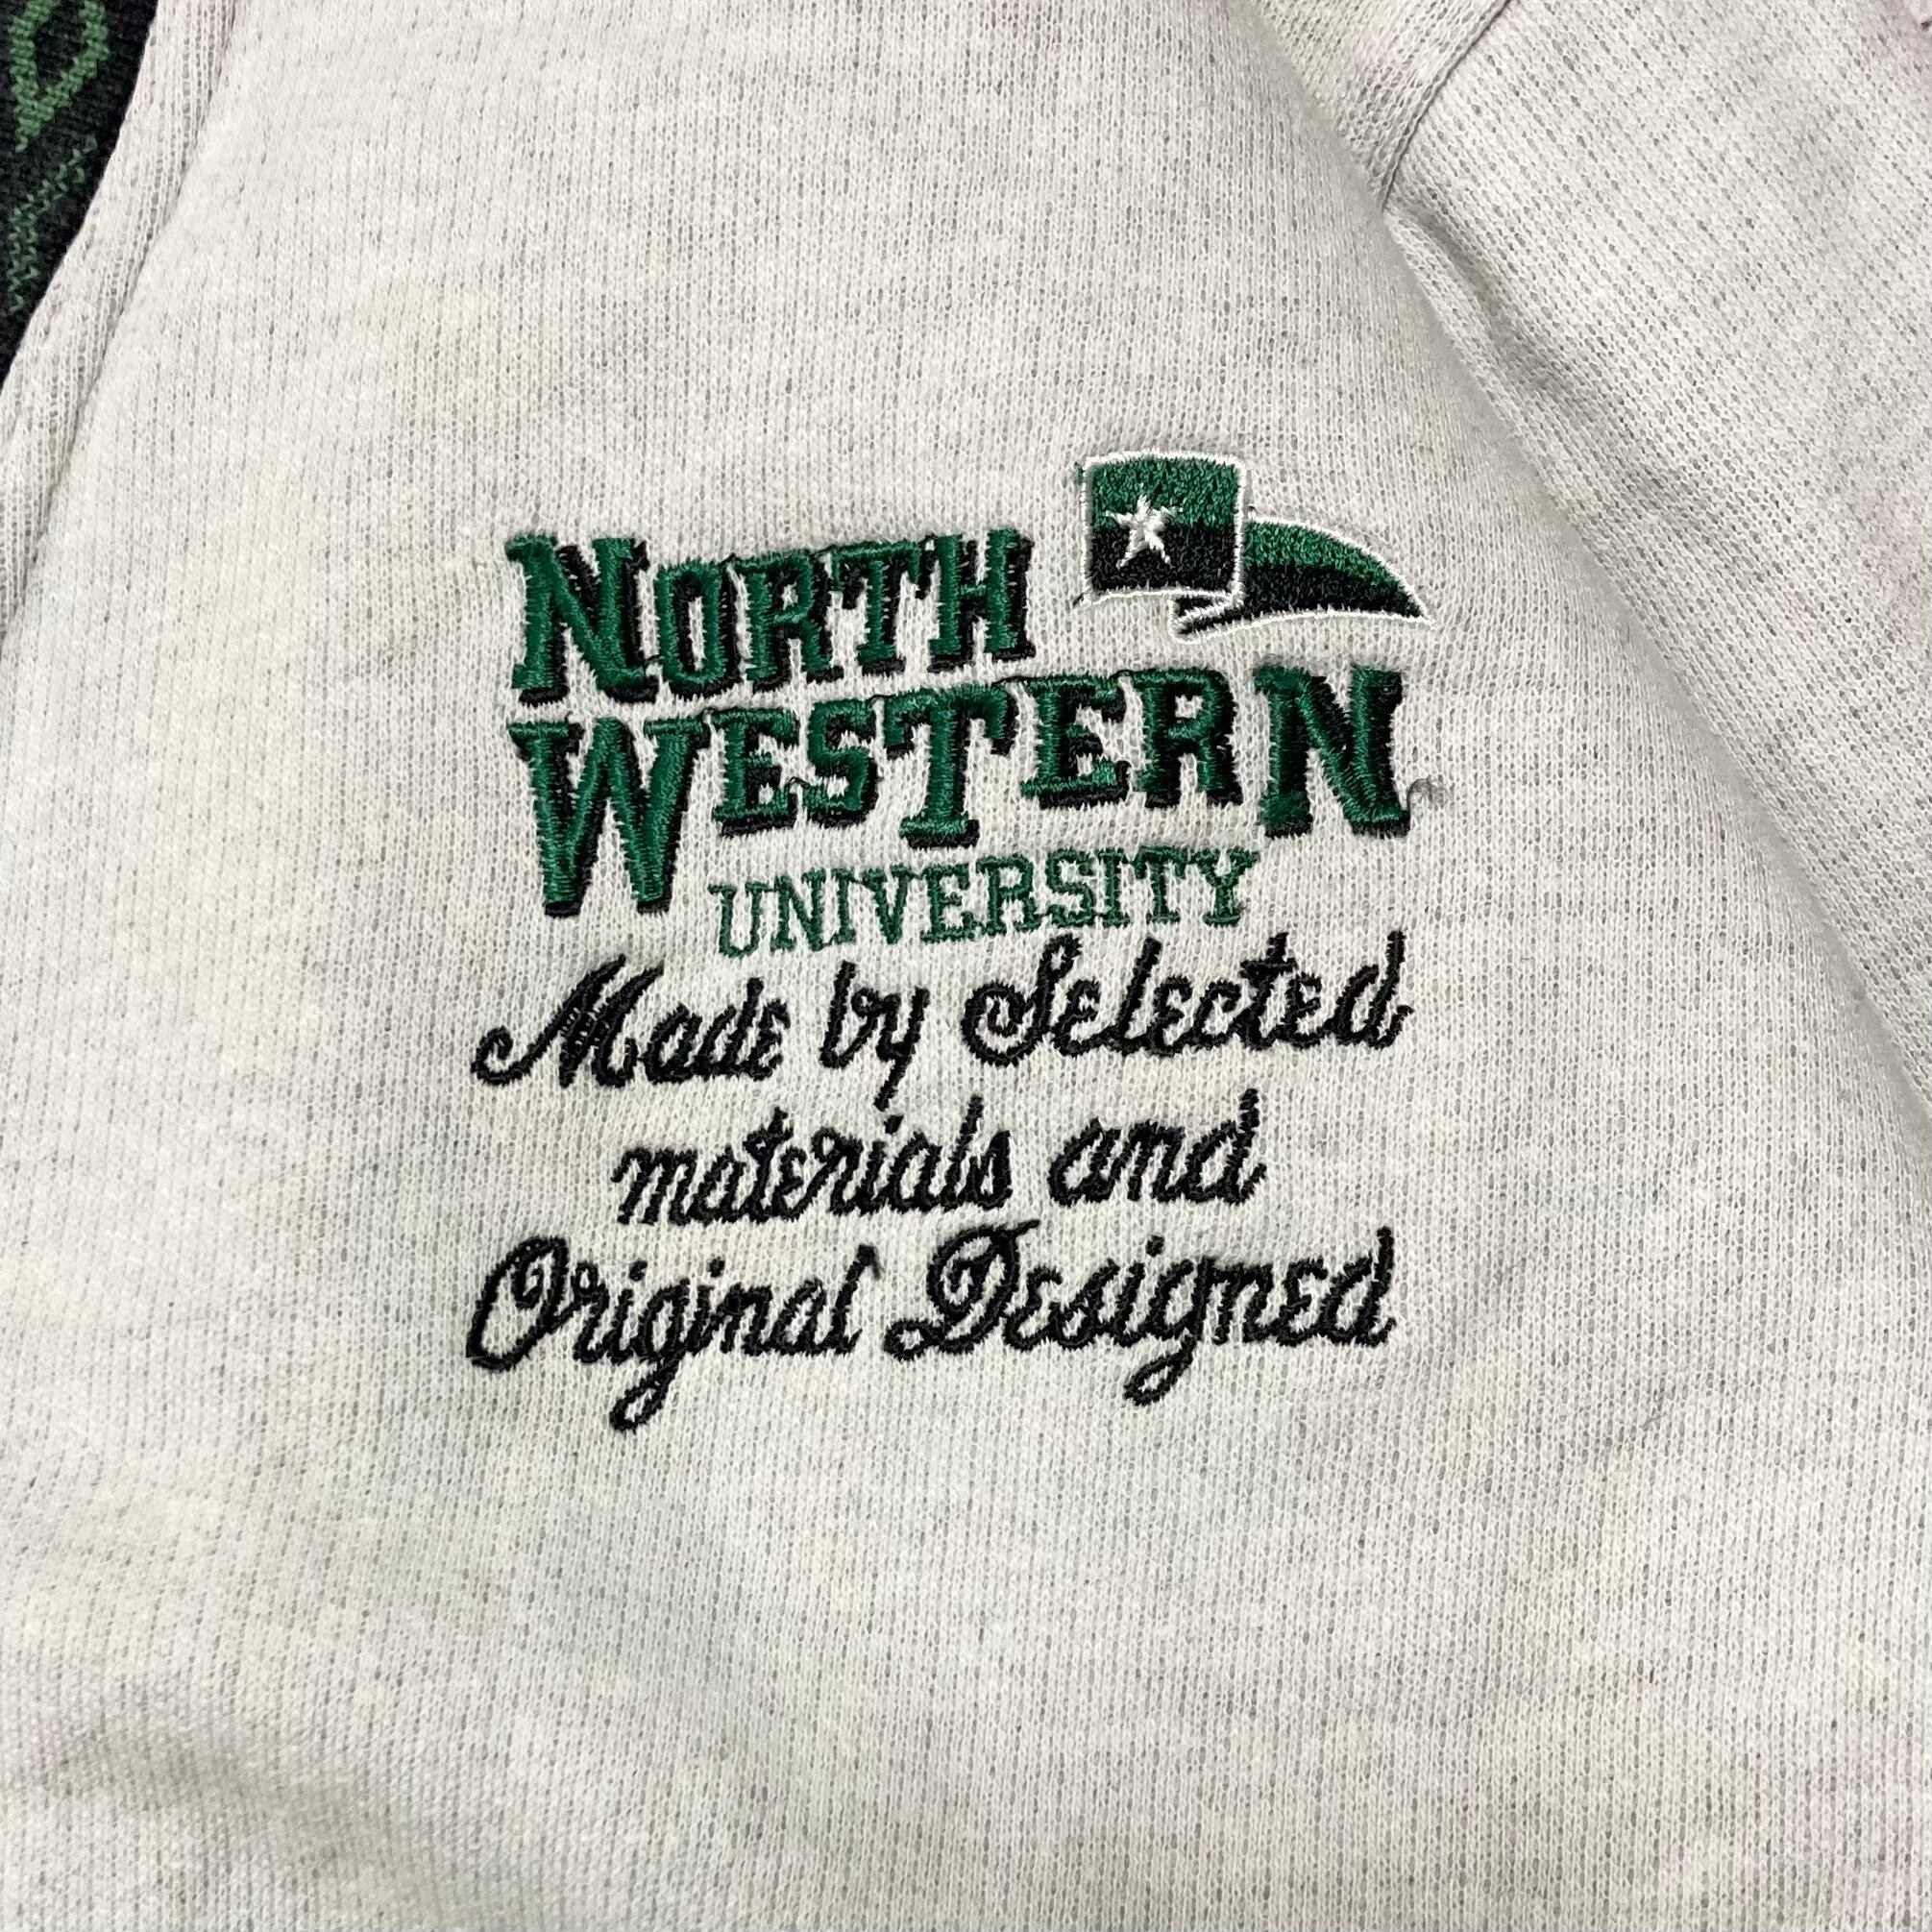 NORTH
WESTERN
UNIVERSITY
Made by Selected
materials and
Original Designed